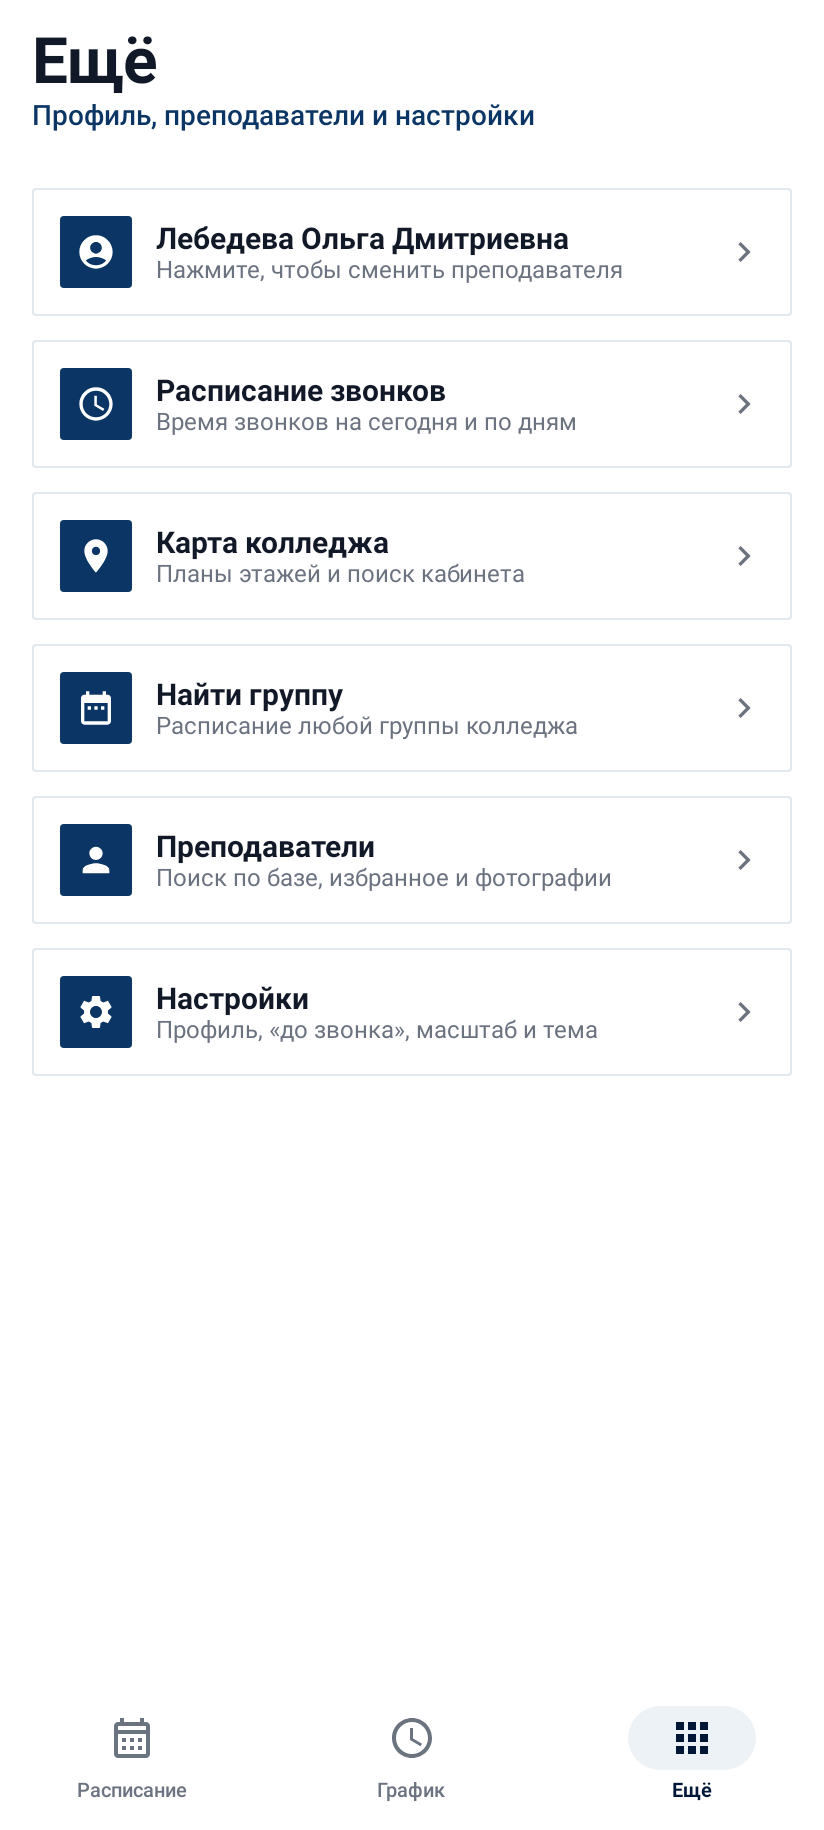 Ещё
Профиль, преподаватели и настройки
Лебедева Ольга Дмитриевна
Нажмите, чтобы сменить преподавателя
Расписание звонков
Время звонков на сегодня и по дням
Карта колледжа
Планы этажей и поиск кабинета
Найти группу
Расписание любой группы колледжа
Преподаватели
Поиск по базе, избранное и фотографии
Настройки
Профиль, «до звонка», масштаб и тема
Расписание
График
Ещё